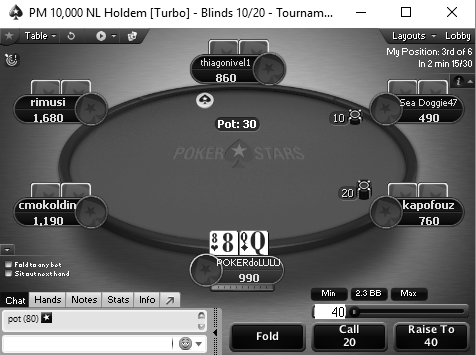 PM 10,000 NL Holdem [Turbo] - Blinds 10/20 - Tournam...
Table
Layouts
Lobby
My Position: 3rd of 6
In 2 min 15/30
thiagonivel1
860
rimusi
1,680
Sea Doggie47
490
10
Pot: 30
POKER STARS
20
cmokoldin
1,190
kapofouz
760
8 8 Q Q
POKERdoLULU
990
Fold to any bet
Sit out next hand
Chat Hands Notes Stats Info
Min 2.3 BB Max
40
pot (80)
Fold
Call
20
Raise To
40